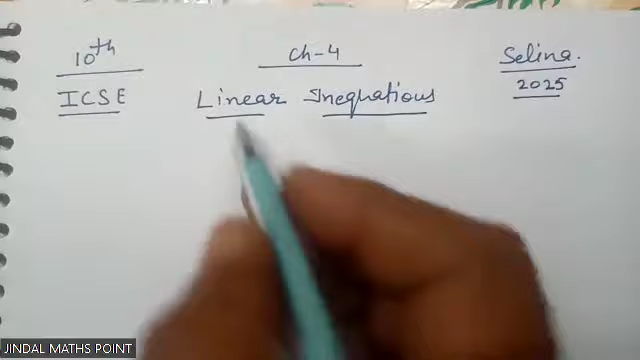 10th Ch-4 Selina.
ICSE Linear Inequations 2025
JINDAL MATHS POINT